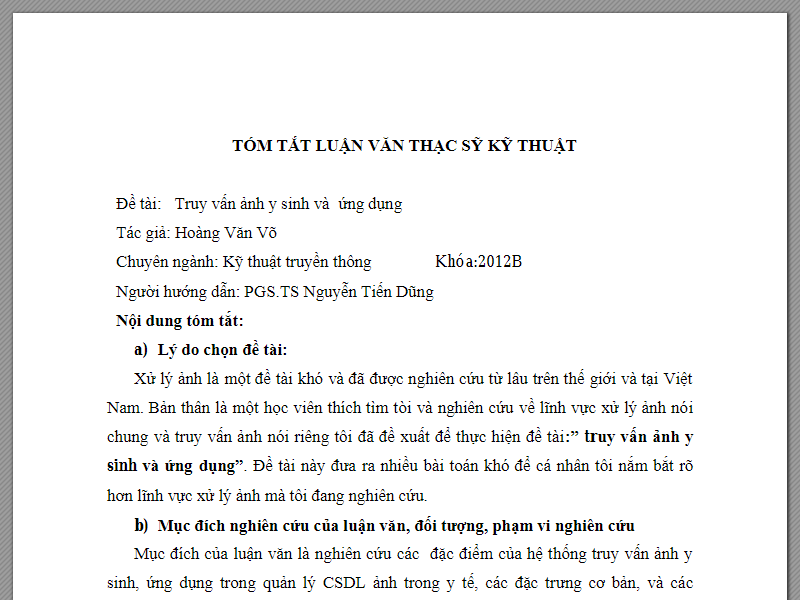 TÓM TẮT LUẬN VĂN THẠC SỸ KỸ THUẬT
Đề tài: Truy vấn ảnh y sinh và ứng dụng
Tác giả: Hoàng Văn Võ
Chuyên ngành: Kỹ thuật truyền thông Khóa:2012B
Người hướng dẫn: PGS.TS Nguyễn Tiến Dũng
Nội dung tóm tắt:
a) Lý do chọn đề tài:
Xử lý ảnh là một đề tài khó và đã được nghiên cứu từ lâu trên thế giới và tại Việt
Nam. Bản thân là một học viên thích tìm tòi và nghiên cứu về lĩnh vực xử lý ảnh nói
chung và truy vấn ảnh nói riêng tôi đã đề xuất để thực hiện đề tài:” truy vấn ảnh y
sinh và ứng dụng”. Đề tài này đưa ra nhiều bài toán khó để cá nhân tôi nắm bắt rõ
hơn lĩnh vực xử lý ảnh mà tôi đang nghiên cứu.
b) Mục đích nghiên cứu của luận văn, đối tượng, phạm vi nghiên cứu
Mục đích của luận văn là nghiên cứu các đặc điểm của hệ thống truy vấn ảnh y
sinh, ứng dụng trong quản lý CSDL ảnh trong y tế, các đặc trưng cơ bản, và các